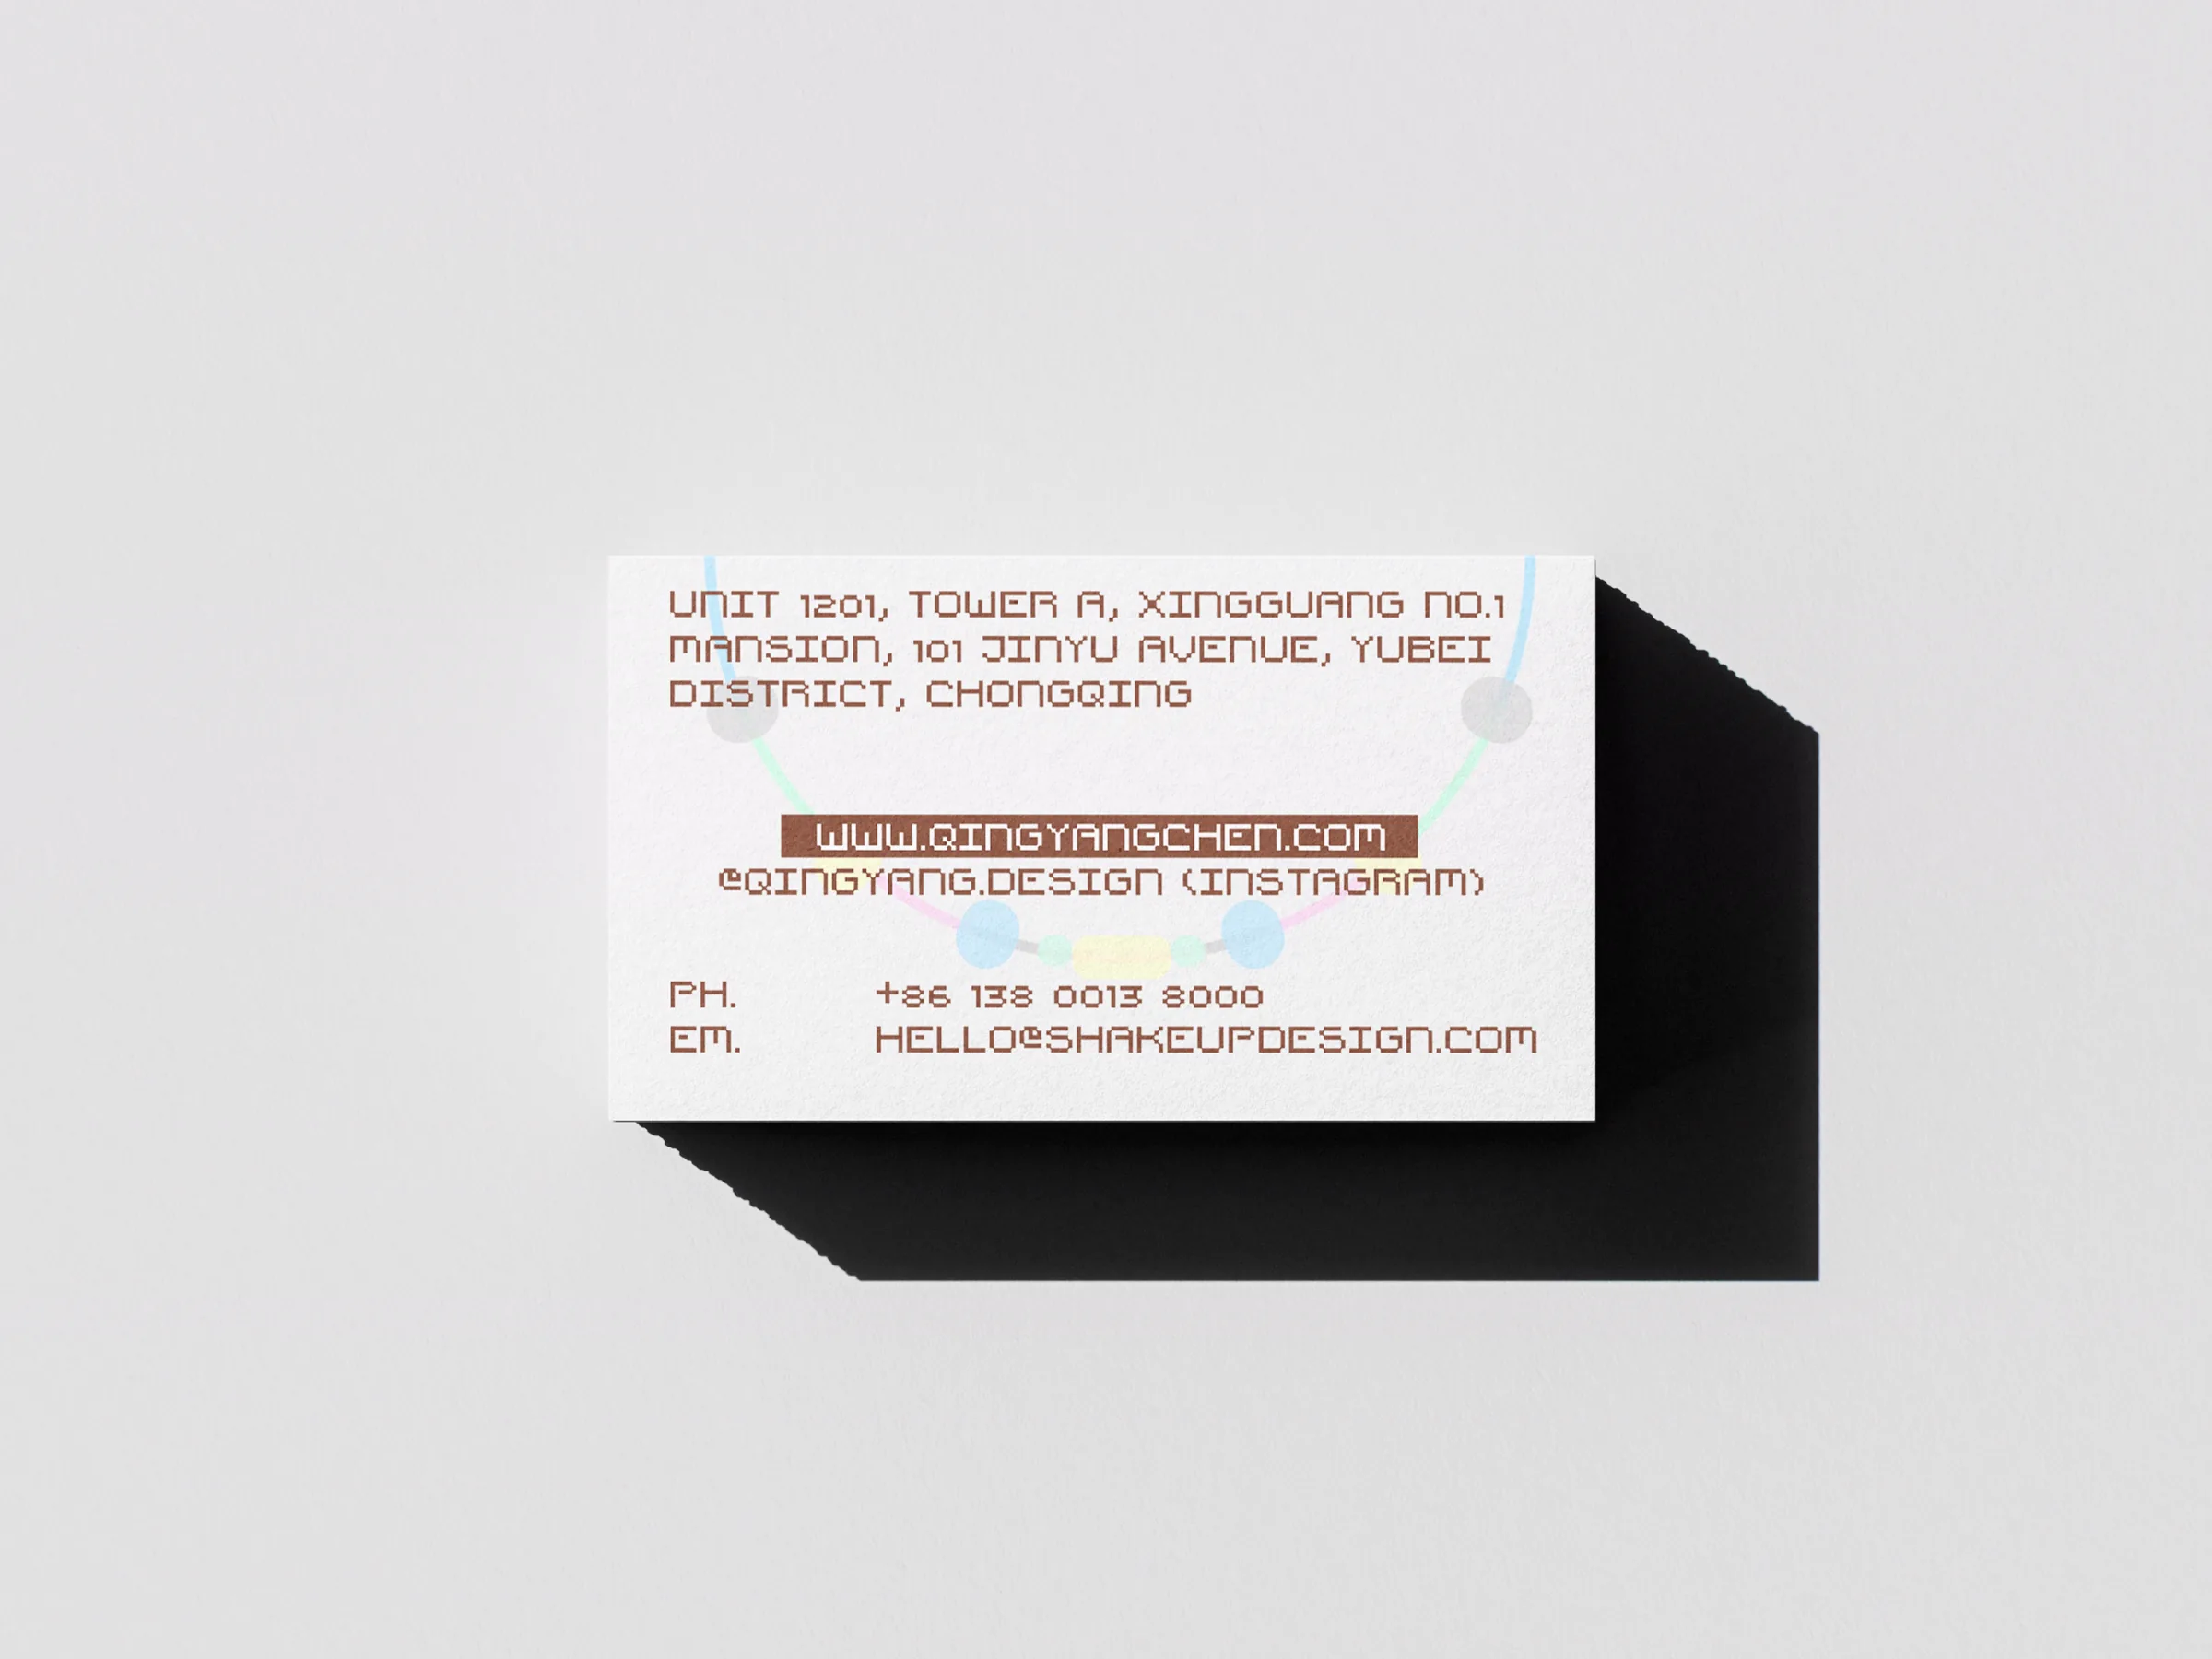 UNIT 1201, TOWER A, XINGGUANG NO.1
MANSION, 101 JINYU AVENUE, YUBEI
DISTRICT, CHONGQING
WWW.QINGYANGCHEN.COM
@QINGYANG.DESIGN (INSTAGRAM)
PH. +86 138 0013 8000
EM. HELLO@SHAKEUPDESIGN.COM